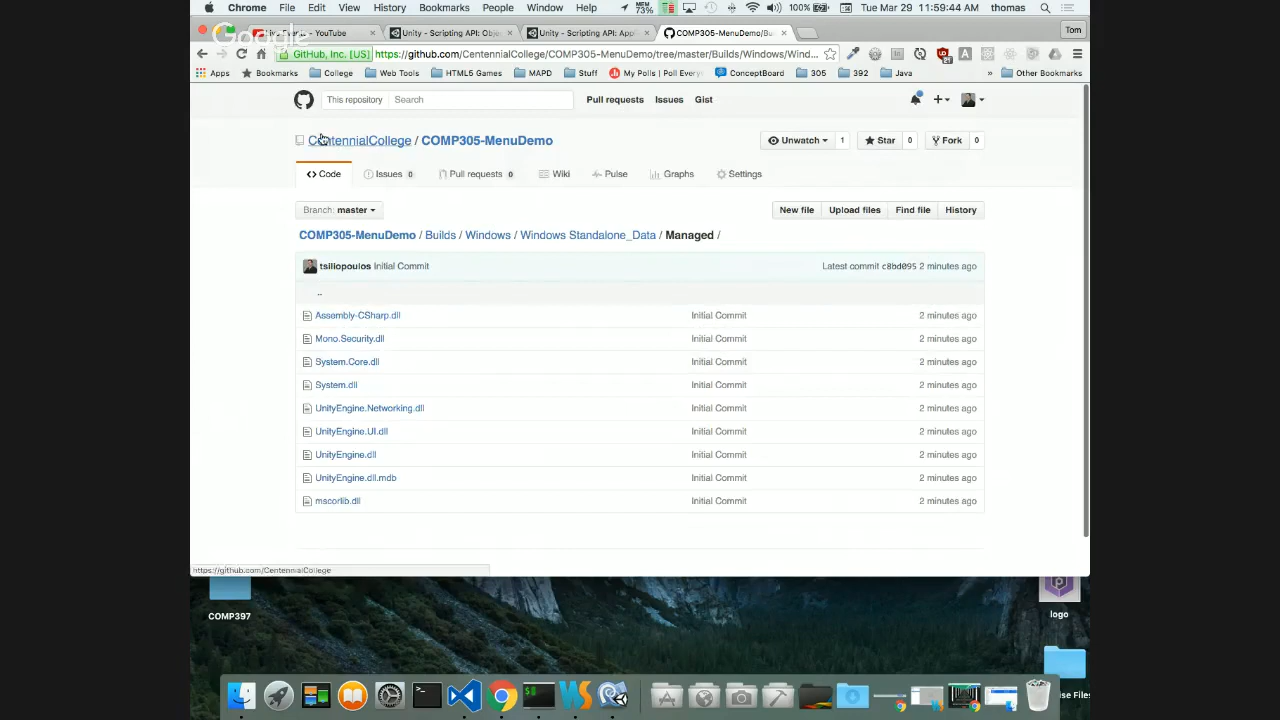 Chrome File Edit View History Bookmarks People Window Help MEM 73% 100% Tue Mar 29 11:59:44 AM thomas
Google
YouTube
Unity - Scripting API: Obje
Unity - Scripting API: App
COMP305-MenuDemo/Bu
Tom
GitHub, Inc. [US] https://github.com/CentennialCollege/COMP305-MenuDemo/tree/master/Builds/Windows/Wind...
Apps Bookmarks College Web Tools HTML5 Games MAPD Stuff My Polls | Poll Every ConceptBoard 305 392 Java » Other Bookmarks
This repository Search Pull requests Issues Gist
CentennialCollege / COMP305-MenuDemo
Unwatch 1 Star 0 Fork 0
Code Issues 0 Pull requests 0 Wiki Pulse Graphs Settings
Branch: master New file Upload files Find file History
COMP305-MenuDemo / Builds / Windows / Windows Standalone_Data / Managed /
tsiliopoulos Initial Commit Latest commit c8bd095 2 minutes ago
..
Assembly-CSharp.dll Initial Commit 2 minutes ago
Mono.Security.dll Initial Commit 2 minutes ago
System.Core.dll Initial Commit 2 minutes ago
System.dll Initial Commit 2 minutes ago
UnityEngine.Networking.dll Initial Commit 2 minutes ago
UnityEngine.UI.dll Initial Commit 2 minutes ago
UnityEngine.dll Initial Commit 2 minutes ago
UnityEngine.dll.mdb Initial Commit 2 minutes ago
mscorlib.dll Initial Commit 2 minutes ago
https://github.com/CentennialCollege
COMP397
logo
se Files